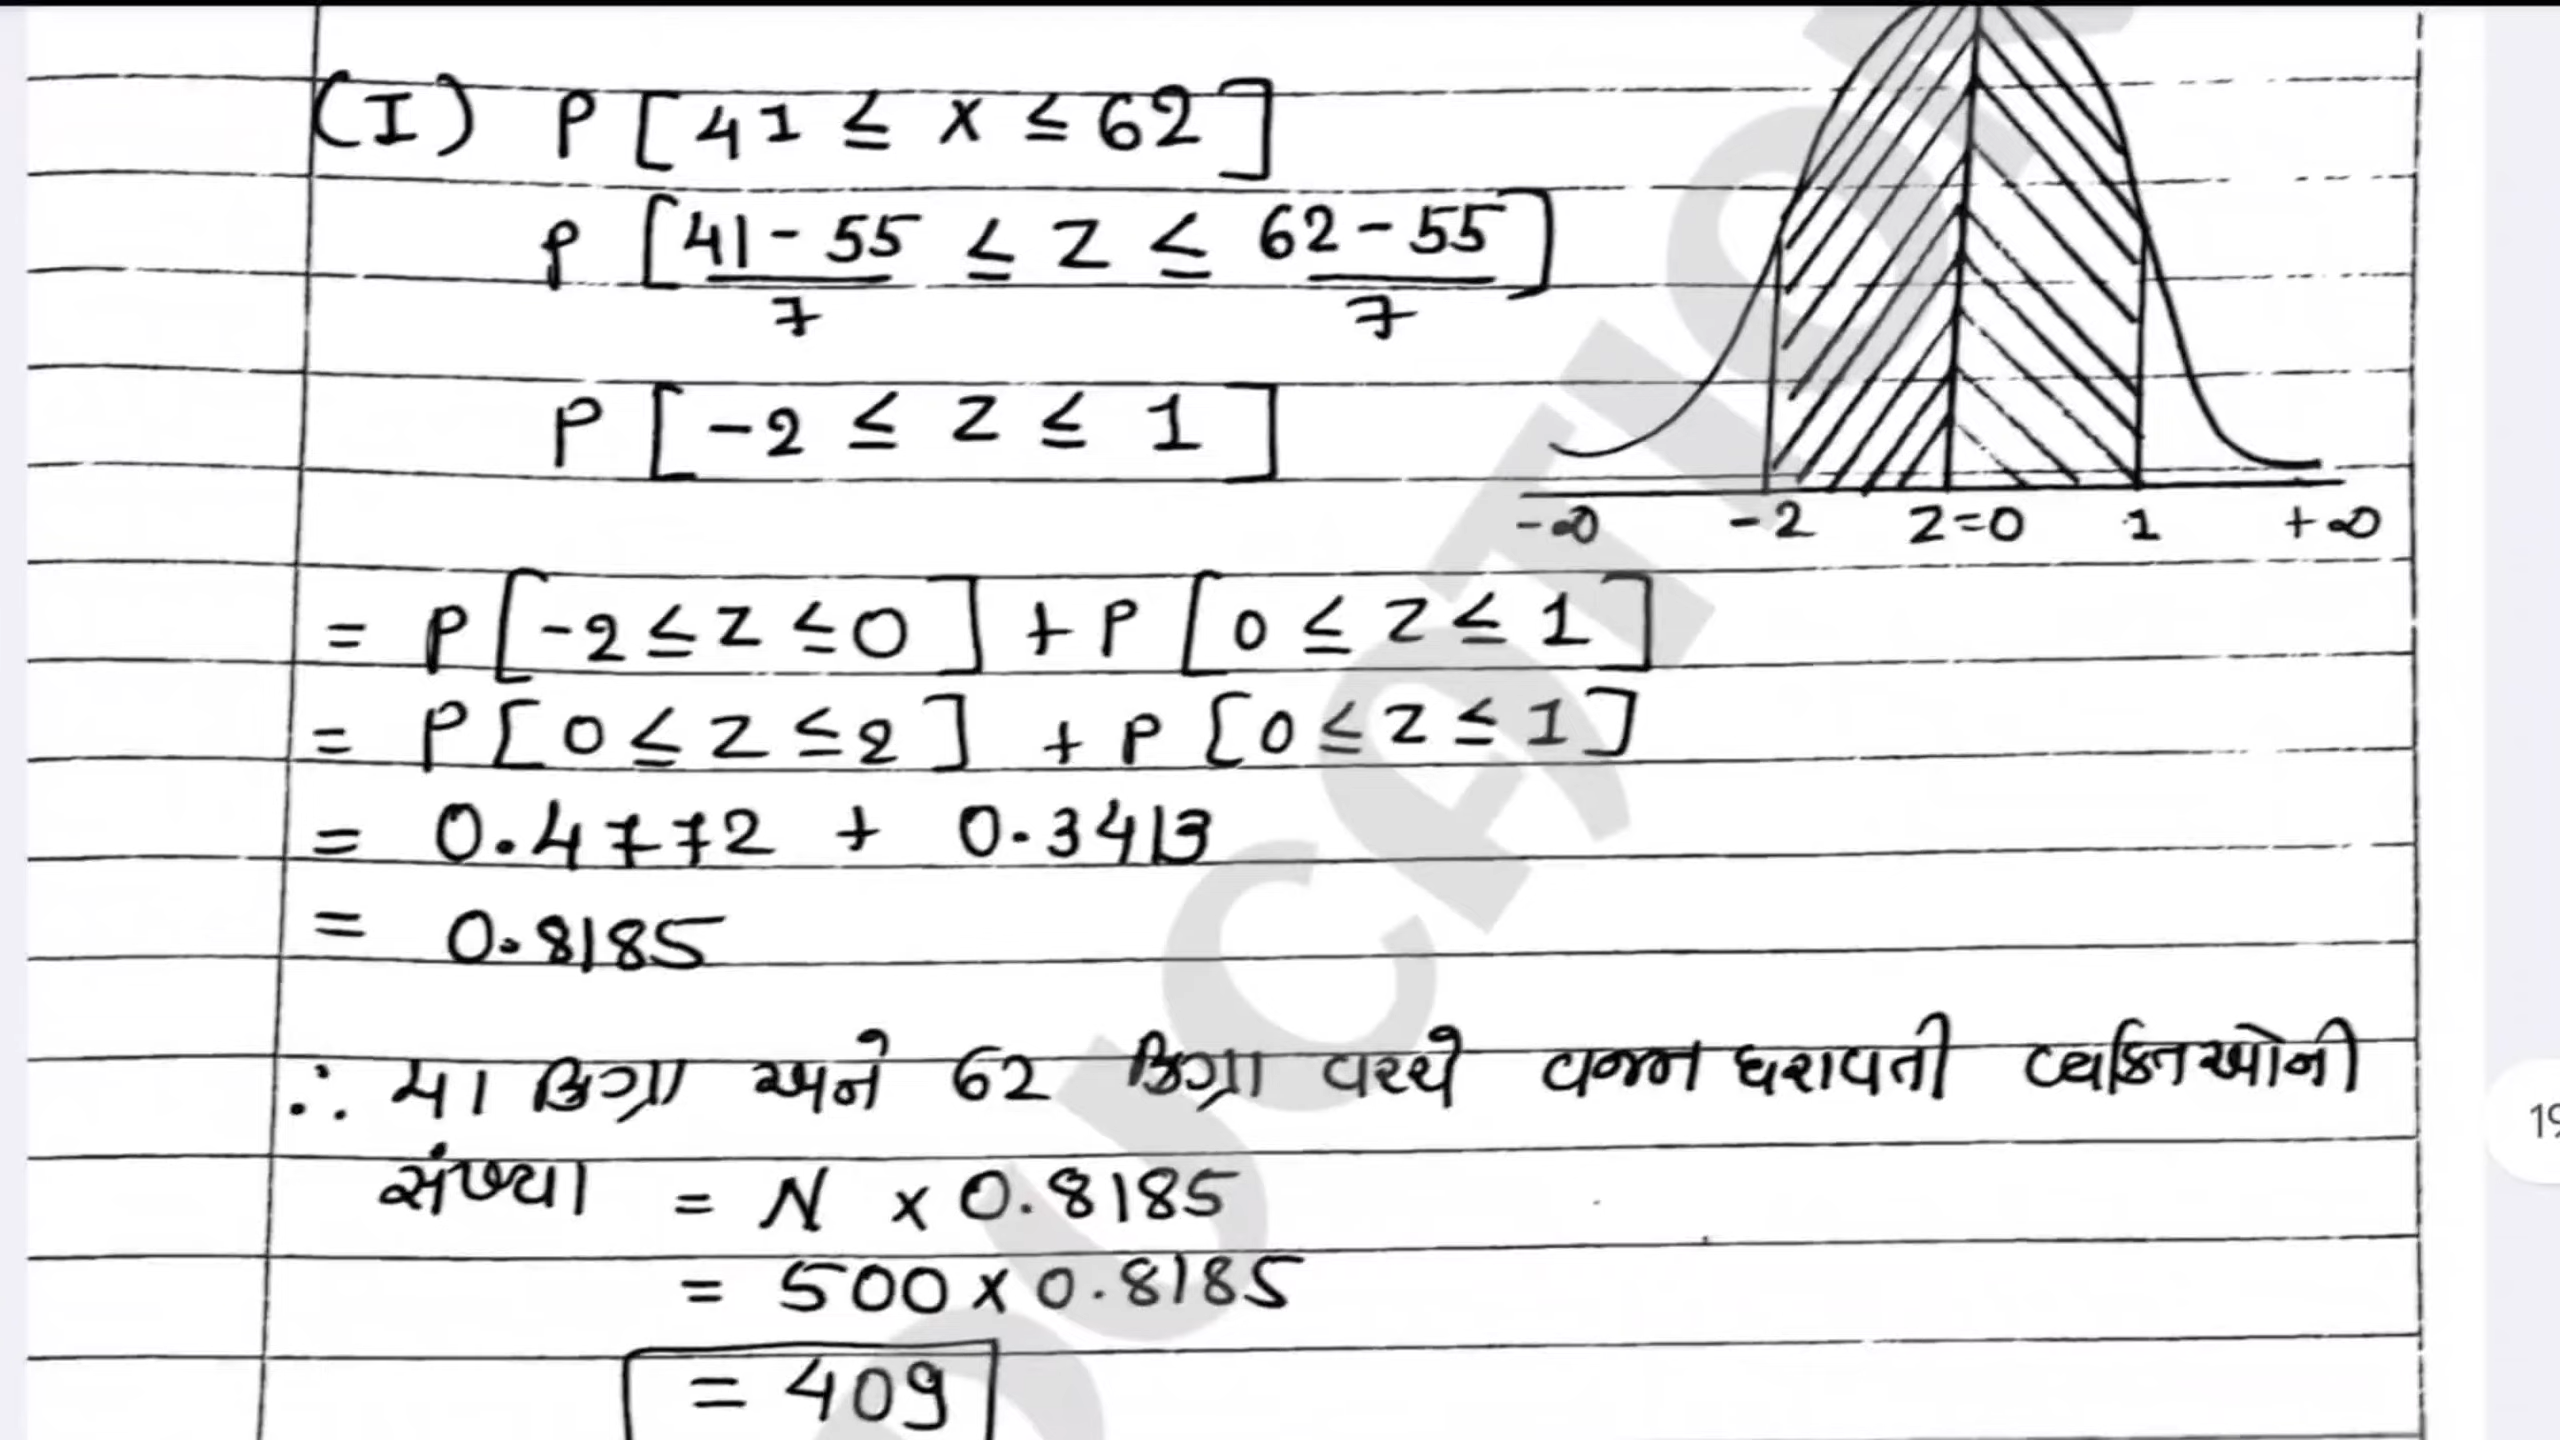 (I) P [ 41 ≤ x ≤ 62 ]
P [ 41 - 55 / 7 ≤ Z ≤ 62 - 55 / 7 ]
P [ -2 ≤ Z ≤ 1 ]
-∞ -2 Z=0 1 +∞
= P [ -2 ≤ Z ≤ 0 ] + P [ 0 ≤ Z ≤ 1 ]
= P [ 0 ≤ Z ≤ 2 ] + P [ 0 ≤ Z ≤ 1 ]
= 0.4772 + 0.3413
= 0.8185
∴ 41 કિગ્રા અને 62 કિગ્રા વચ્ચે વજન ધરાવતી વ્યક્તિઓની
સંખ્યા = N × 0.8185
= 500 × 0.8185
= 409
19